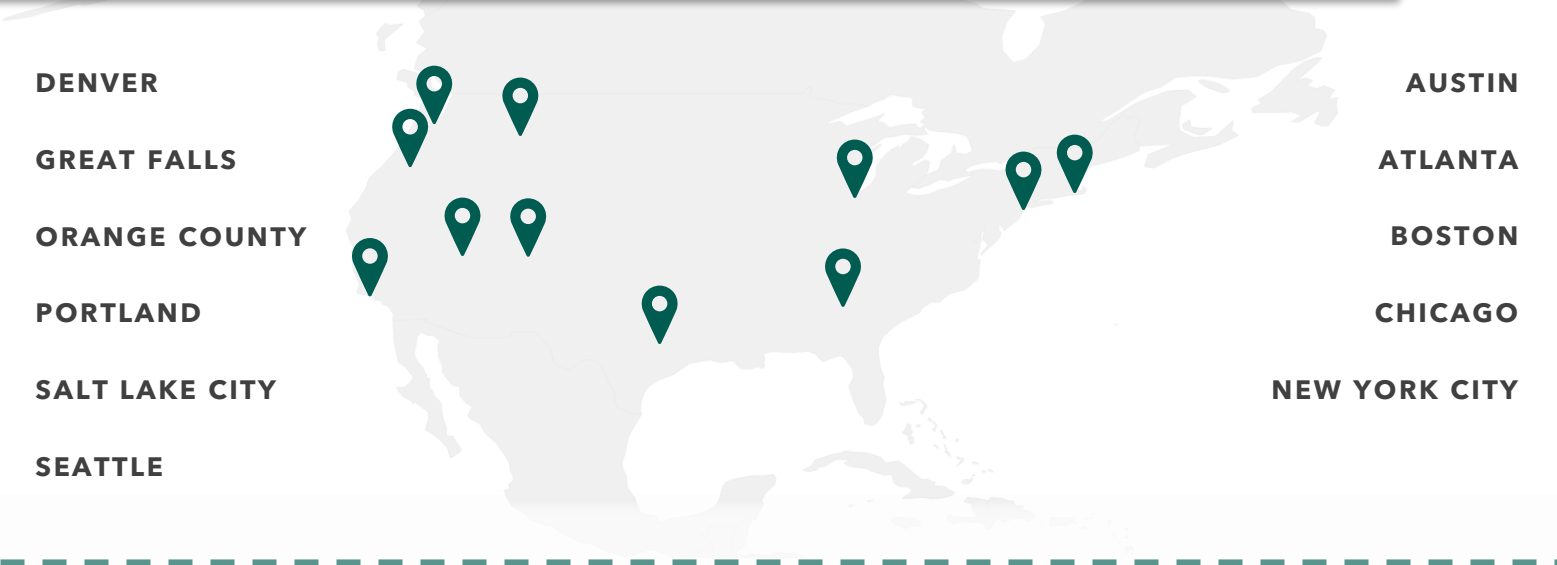 DENVER
GREAT FALLS
ORANGE COUNTY
PORTLAND
SALT LAKE CITY
SEATTLE
AUSTIN
ATLANTA
BOSTON
CHICAGO
NEW YORK CITY